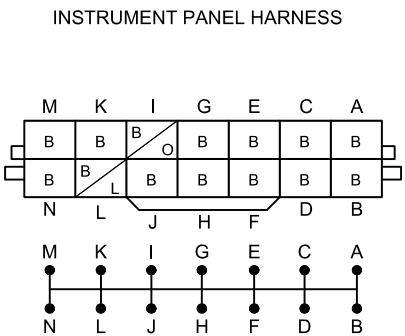 INSTRUMENT PANEL HARNESS
M K I G E C A
B B B O B B B B
B B L B B B B B
N L J H F D B
M K I G E C A
N L J H F D B